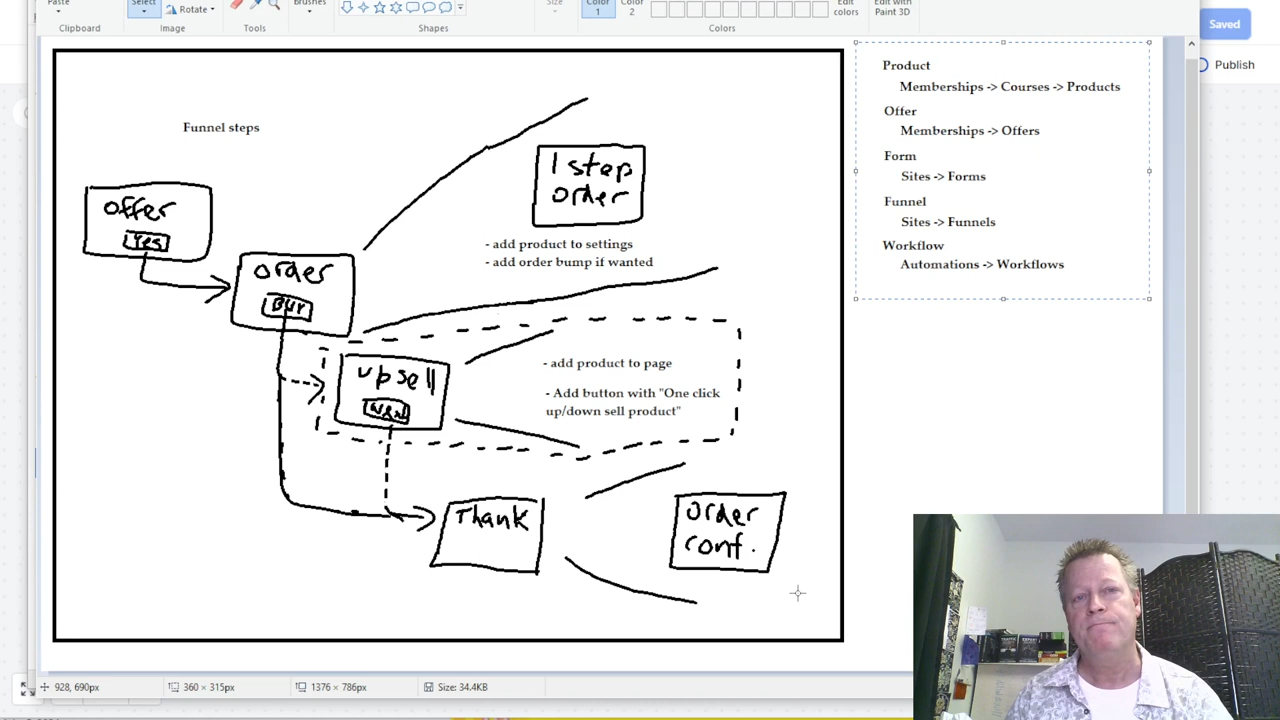 Paste
Select
Rotate
Brushes
Size
Color
1
Color
2
Edit
colors
Edit with
Paint 3D
Clipboard
Image
Tools
Shapes
Colors
Saved
Publish
Funnel steps
offer
Yes
order
Buy
1 step
order
- add product to settings
- add order bump if wanted
upsell
- add product to page
- Add button with "One click
up/down sell product"
Thank
order
conf.
Product
Memberships -> Courses -> Products
Offer
Memberships -> Offers
Form
Sites -> Forms
Funnel
Sites -> Funnels
Workflow
Automations -> Workflows
928, 690px
360 × 315px
1376 × 786px
Size: 34.4KB